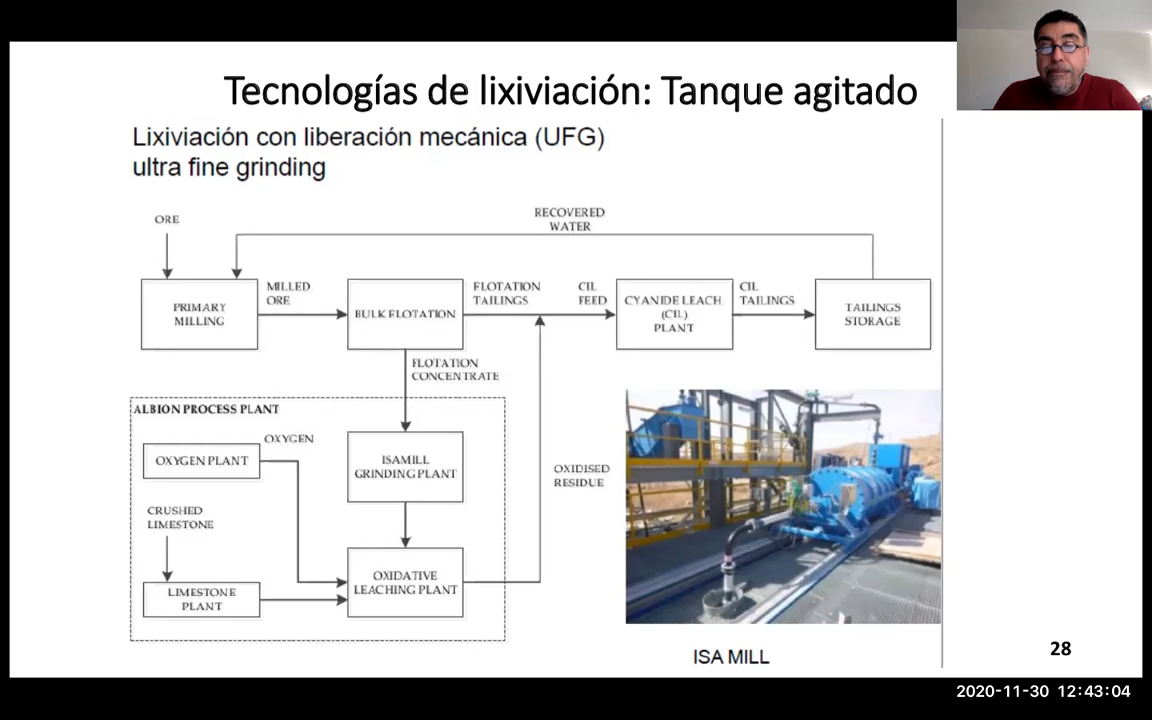 Tecnologías de lixiviación: Tanque agitado
Lixiviación con liberación mecánica (UFG)
ultra fine grinding
ORE
RECOVERED
WATER
PRIMARY
MILLING
MILLED
ORE
BULK FLOTATION
FLOTATION
TAILINGS
CIL
FEED
CYANIDE LEACH
(CIL)
PLANT
CIL
TAILINGS
TAILINGS
STORAGE
FLOTATION
CONCENTRATE
ALBION PROCESS PLANT
OXYGEN PLANT
OXYGEN
ISAMILL
GRINDING PLANT
OXIDISED
RESIDUE
CRUSHED
LIMESTONE
LIMESTONE
PLANT
OXIDATIVE
LEACHING PLANT
ISA MILL
28
2020-11-30 12:43:04